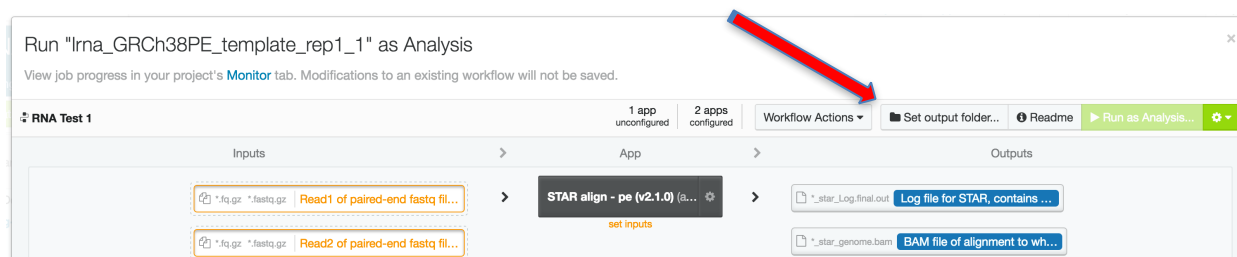 Run "lrna_GRCh38PE_template_rep1_1" as Analysis
×
View job progress in your project's Monitor tab. Modifications to an existing workflow will not be saved.
RNA Test 1
1 app
unconfigured
2 apps
configured
Workflow Actions
Set output folder...
Readme
Run as Analysis...
Inputs
App
Outputs
*.fq.gz *.fastq.gz Read1 of paired-end fastq fil...
STAR align - pe (v2.1.0) (a...
*_star_Log.final.out Log file for STAR, contains ...
set inputs
*.fq.gz *.fastq.gz Read2 of paired-end fastq fil...
*_star_genome.bam BAM file of alignment to wh...